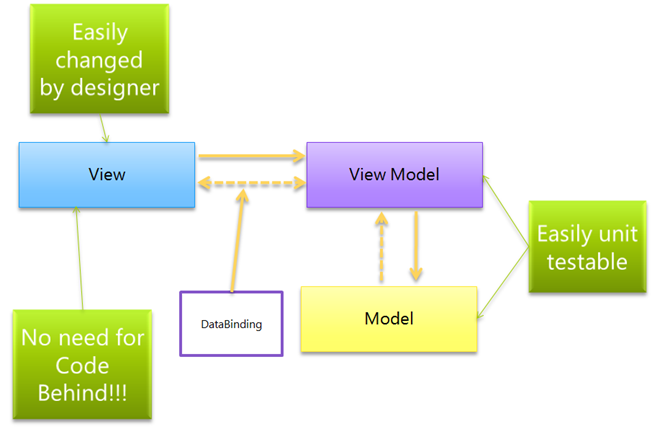 Easily
changed
by designer
View
View Model
Easily unit
testable
DataBinding
Model
No need for
Code
Behind!!!